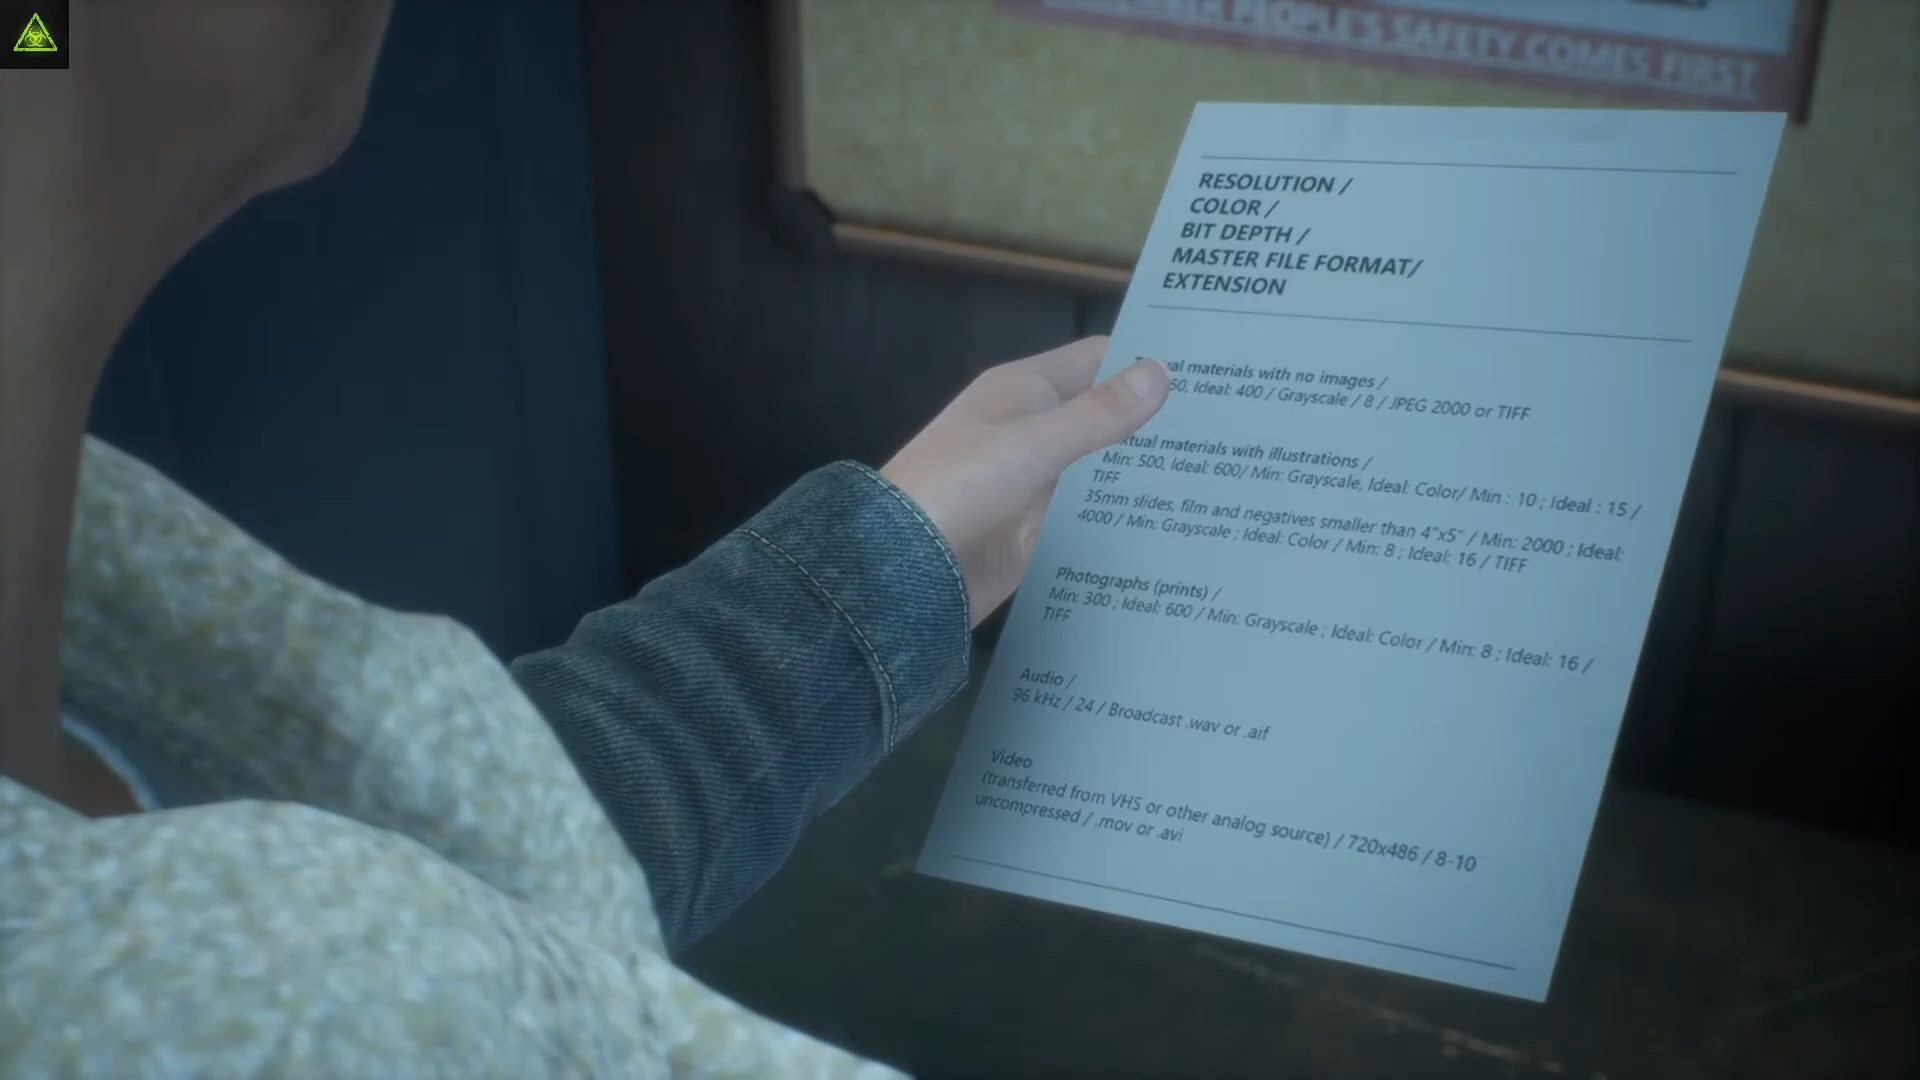 PEOPLE'S SAFETY COMES FIRST
RESOLUTION /
COLOR /
BIT DEPTH /
MASTER FILE FORMAT/
EXTENSION
materials with no images /
Ideal: 400 / Grayscale / 8 / JPEG 2000 or TIFF
materials with illustrations /
Min: 500, Ideal: 600/ Min: Grayscale, Ideal: Color/ Min : 10 ; Ideal : 15 /
TIFF
35mm slides, film and negatives smaller than 4"x5" / Min: 2000 ; Ideal:
4000 / Min: Grayscale ; Ideal: Color / Min: 8 ; Ideal: 16 / TIFF
Photographs (prints) /
Min: 300 ; Ideal: 600 / Min: Grayscale ; Ideal: Color / Min: 8 ; Ideal: 16 /
TIFF
Audio /
96 kHz / 24 / Broadcast .wav or .aif
Video
(transferred from VHS or other analog source) / 720x486 / 8-10
uncompressed / .mov or .avi